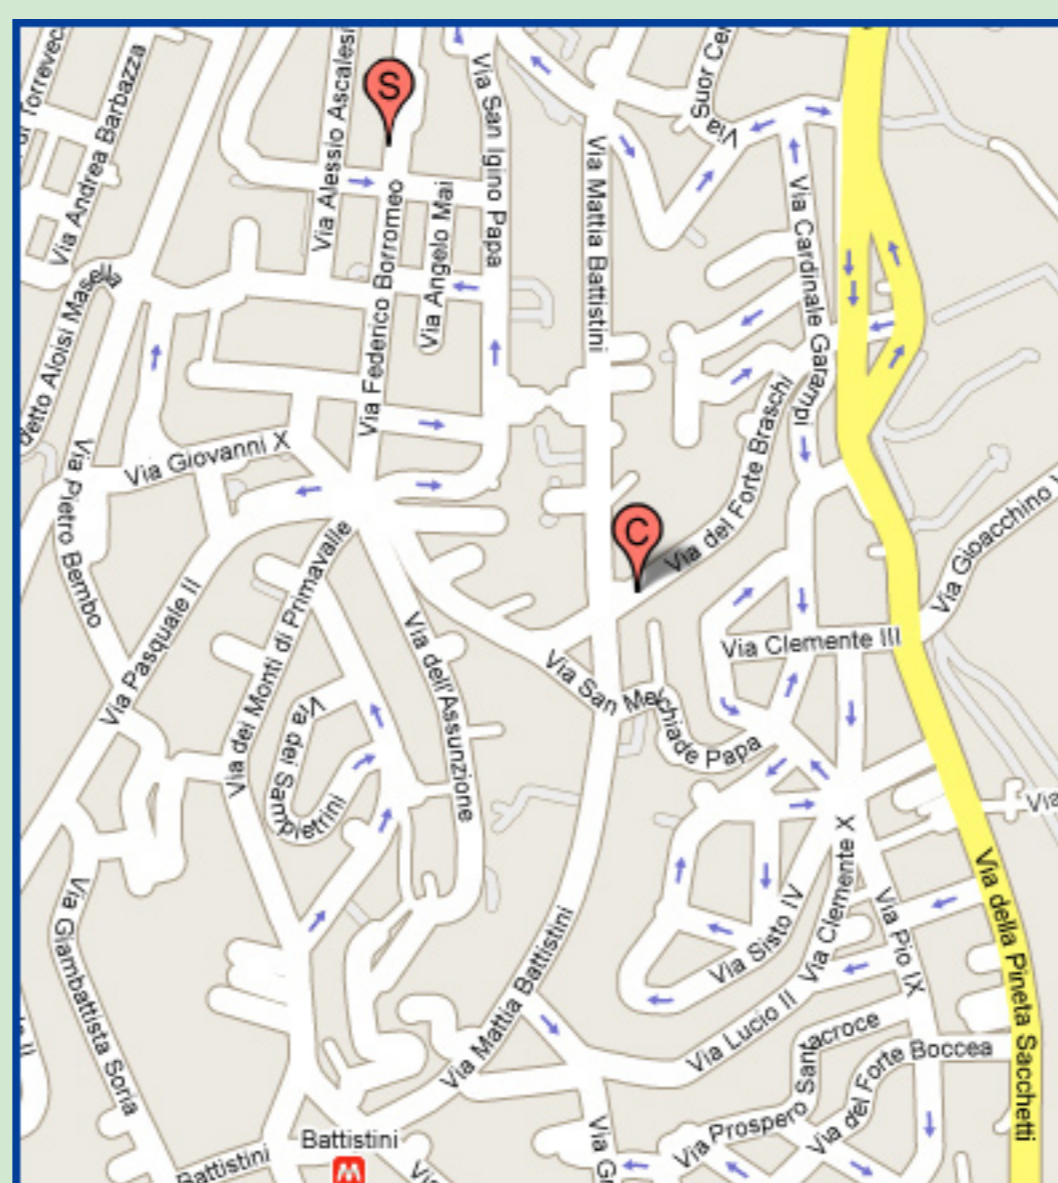 Via Andrea Barbazza
Via Alessio Ascalesi
S
Via San Igino Papa
Via Federico Borromeo
Via Angelo Mai
Via Mattia Battistini
Via Suor
Via
Via Cardinale Garampi
Via Giovanni X
Via Pietro Bembo
C
Via del Forte Braschi
Via Gioacchino
Via Pasquale II
Via dei Monti di Primavalle
Via dell'Assunzione
Via Clemente III
Via San Melchiade Papa
Via dei Sampietrini
Via
Via Giambattista Soria
Via Mattia Battistini
Via Sisto IV
Via Clemente X
Via Pio IX
Via della Pineta Sacchetti
Via Lucio II
Via Prospero Santacroce
Via del Forte Boccea
Battistini
Battistini
M
Via